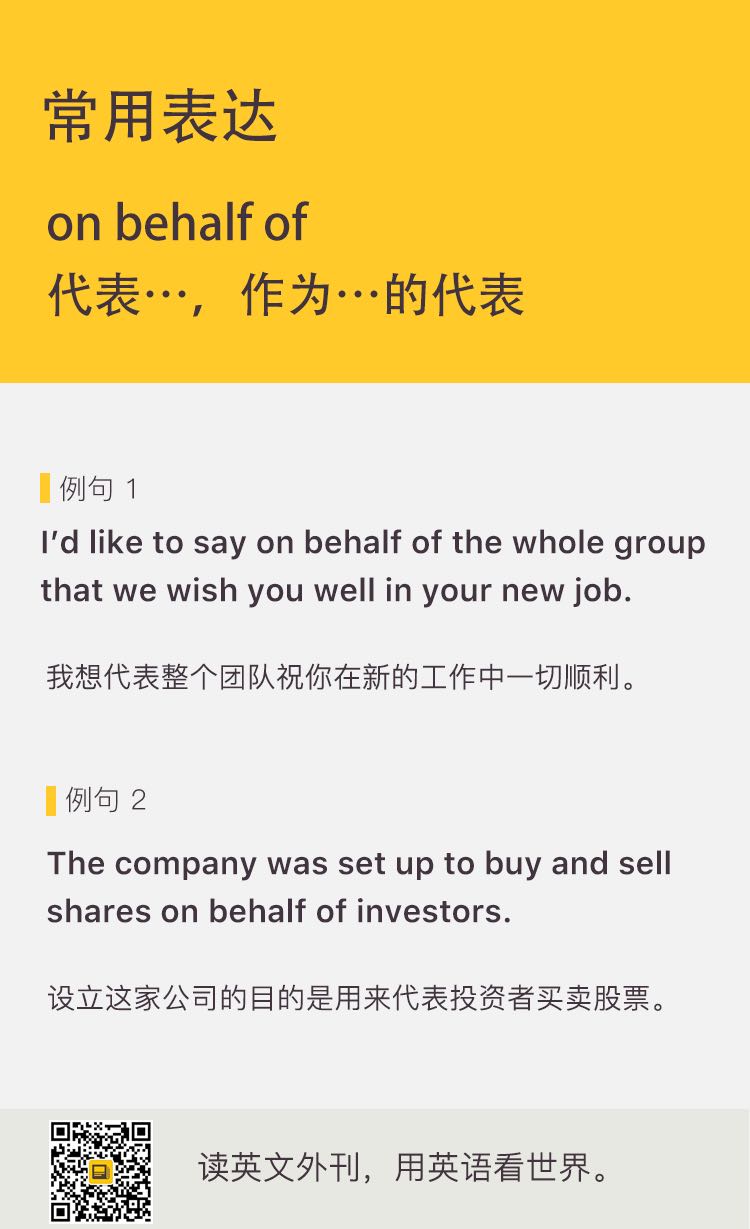 常用表达
on behalf of
代表…，作为…的代表
例句 1
I’d like to say on behalf of the whole group
that we wish you well in your new job.
我想代表整个团队祝你在新的工作中一切顺利。
例句 2
The company was set up to buy and sell
shares on behalf of investors.
设立这家公司的目的是用来代表投资者买卖股票。
读英文外刊，用英语看世界。